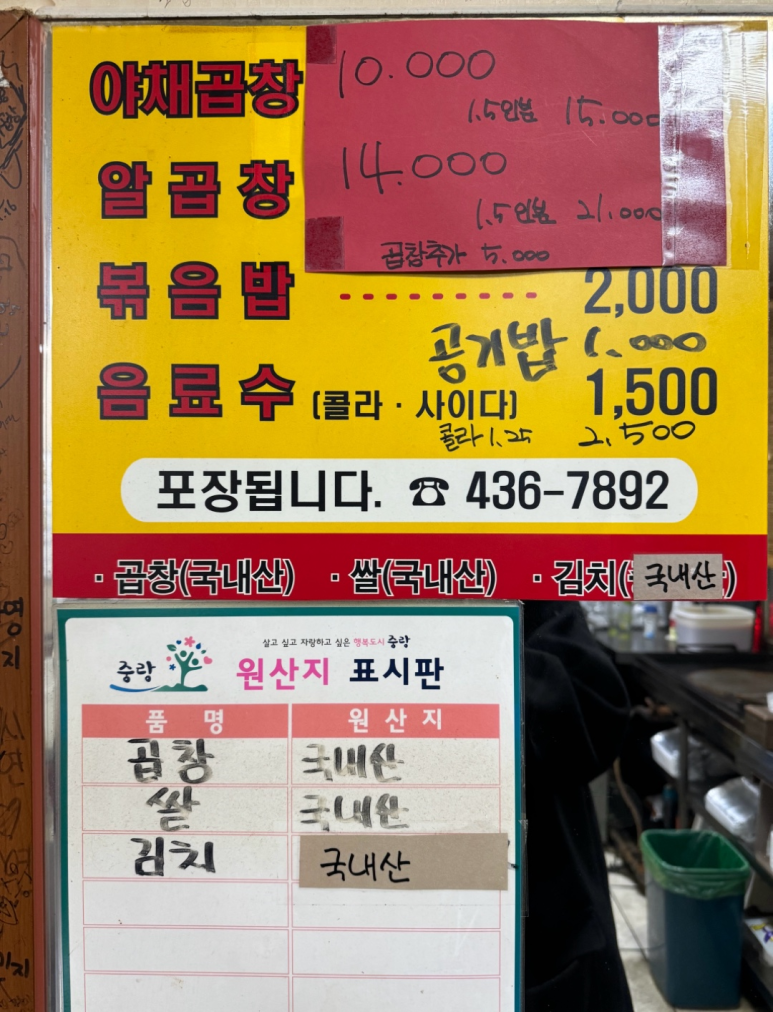 야채곱창 10.000
1.5인분 15.000
알곱창 14.000
1.5인분 21.000
곱창추가 5.000
볶음밥 ········· 2,000
공기밥 1.000
음료수 (콜라 · 사이다) 1,500
콜라 1.25 2,500
포장됩니다. ☎ 436-7892
· 곱창(국내산) · 쌀(국내산) · 김치(국내산)
살고 싶고 자랑하고 싶은 행복도시 중랑
중랑 원산지 표시판
품 명 원 산 지
곱창 국내산
쌀 국내산
김치 국내산